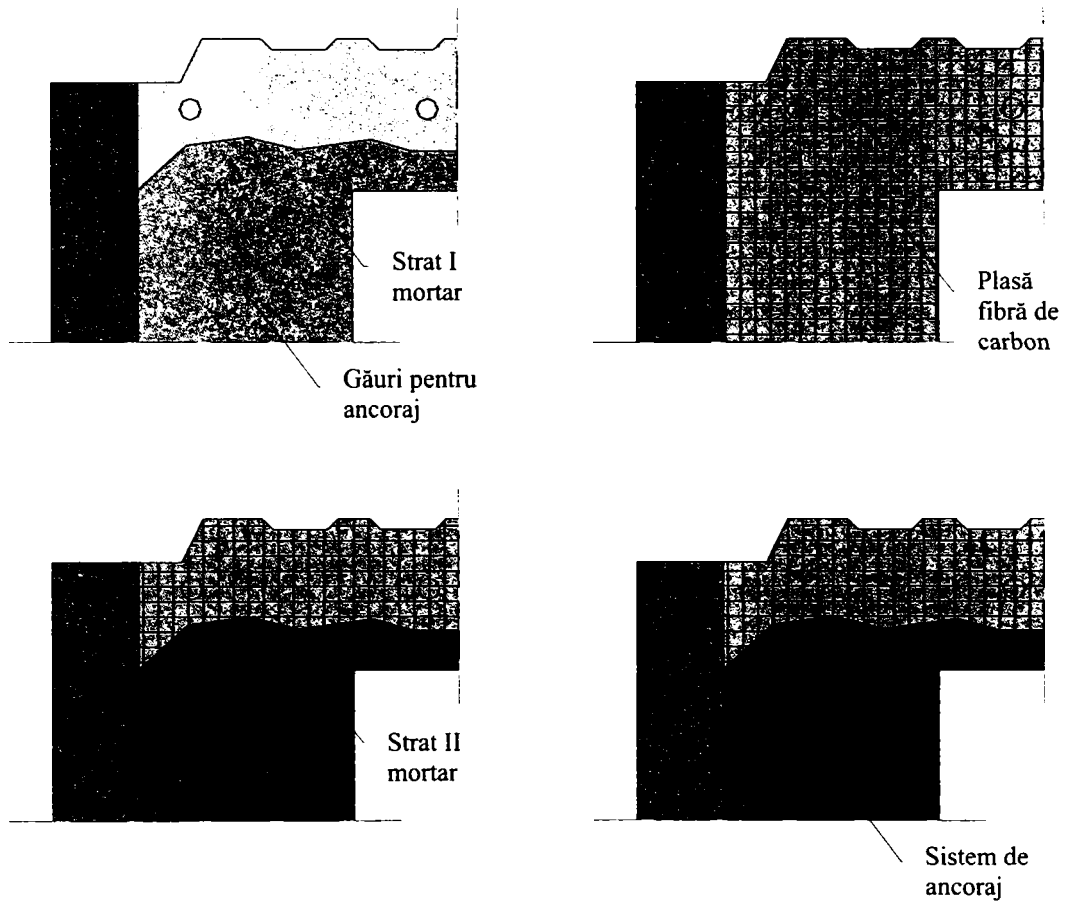 Strat I
mortar
Găuri pentru
ancoraj
Plasă
fibră de
carbon
Strat II
mortar
Sistem de
ancoraj